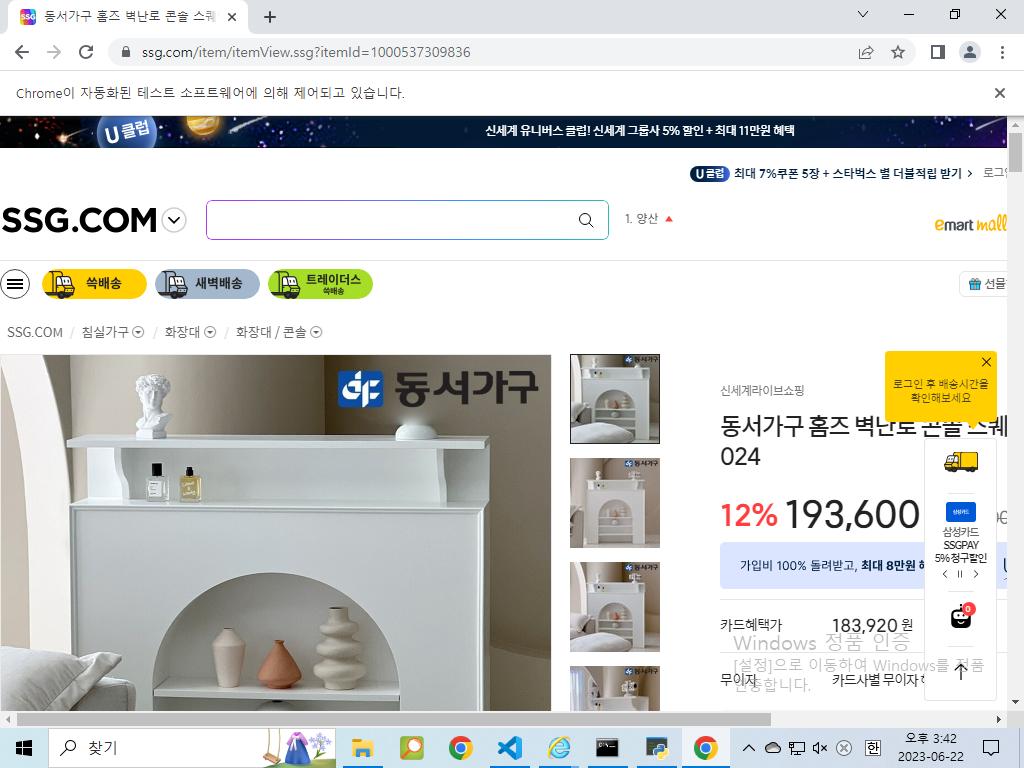 동서가구 홈즈 벽난로 콘솔 스퀘
ssg.com/item/itemView.ssg?itemId=1000537309836
Chrome이 자동화된 테스트 소프트웨어에 의해 제어되고 있습니다.
U 클럽
신세계 유니버스 클럽! 신세계 그룹사 5% 할인 + 최대 11만원 혜택
U 클럽 최대 7%쿠폰 5장 + 스타벅스 별 더블적립 받기 > 로그인
SSG.COM
1. 양산
emart mall
쓱배송
새벽배송
트레이더스
쓱배송
선물
SSG.COM / 침실가구 / 화장대 / 화장대 / 콘솔
동서가구
신세계라이브쇼핑
로그인 후 배송시간을
확인해보세요
동서가구 홈즈 벽난로 콘솔 스퀘
024
12% 193,600
삼성카드
SSGPAY
5% 청구할인
가입비 100% 돌려받고, 최대 8만원
0
카드혜택가 183,920 원
Windows 정품 인증
[설정]으로 이동하여 Windows를 정품
인증합니다.
무이자 카드사별 무이자
찾기
한
오후 3:42
2023-06-22